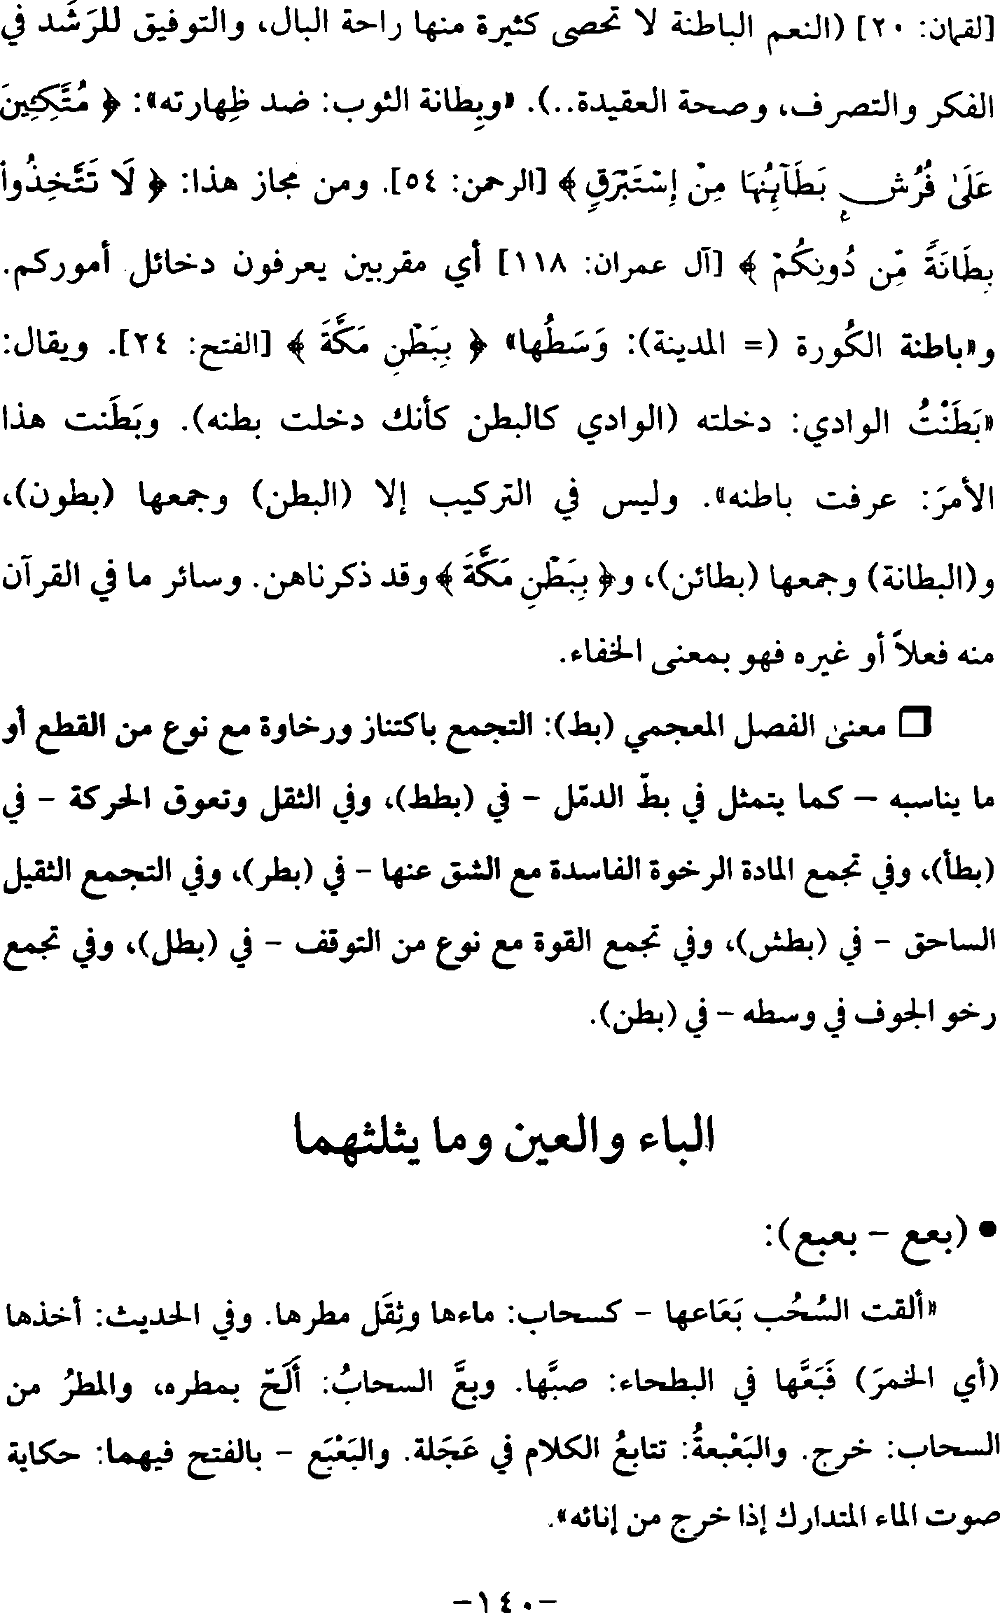 [لقمان: ٢٠] (النعم الباطنة لا تحصى كثيرة منها راحة البال، والتوفيق للرَشَد في
الفكر والتصرف، وصحة العقيدة..). «وبِطانة الثوب: ضد ظِهارته»: ﴿ مُتَّكِـِٔينَ
عَلَىٰ فُرُشٍۭ بَطَآئِنُهَا مِنْ إِسْتَبْرَقٍ ﴾ [الرحمن: ٥٤]. ومن مجاز هذا: ﴿ لَا تَتَّخِذُوا۟
بِطَانَةً مِّن دُونِكُمْ ﴾ [آل عمران: ١١٨] أي مقربين يعرفون دخائل أموركم.
و«باطنة الكُورة (= المدينة): وَسَطُها» ﴿ بِبَطْنِ مَكَّةَ ﴾ [الفتح: ٢٤]. ويقال:
«بَطَنْتُ الوادي: دخلته (الوادي كالبطن كأنك دخلت بطنه). وبَطَنت هذا
الأمرَ: عرفت باطنه». وليس في التركيب إلا (البطن) وجمعها (بطون)،
و(البطانة) وجمعها (بطائن)، و﴿ بِبَطْنِ مَكَّةَ ﴾ وقد ذكرناهن. وسائر ما في القرآن
منه فعلاً أو غيره فهو بمعنى الخفاء.
❒ معنى الفصل المعجمي (بط): التجمع باكتناز ورخاوة مع نوع من القطع أو
ما يناسبه – كما يتمثل في بطّ الدمّل – في (بطط)، وفي الثقل وتعوق الحركة – في
(بطأ)، وفي تجمع المادة الرخوة الفاسدة مع الشق عنها – في (بطر)، وفي التجمع الثقيل
الساحق – في (بطش)، وفي تجمع القوة مع نوع من التوقف – في (بطل)، وفي تجمع
رخو الجوف في وسطه – في (بطن).
الباء والعين وما يثلثهما
• (بعع – بعبع):
«ألقت السُحُب بَعَاعها – كسحاب: ماءها وثِقَل مطرها. وفي الحديث: أخذها
(أي الخمرَ) فَبَعَّها في البطحاء: صبَّها. وبعَّ السحابُ: أَلَحّ بمطره، والمطرُ من
السحاب: خرج. والبَعْبعةُ: تتابعُ الكلام في عَجَلة. والبَعْبَع – بالفتح فيهما: حكاية
صوت الماء المتدارك إذا خرج من إنائه».
-١٤٠-